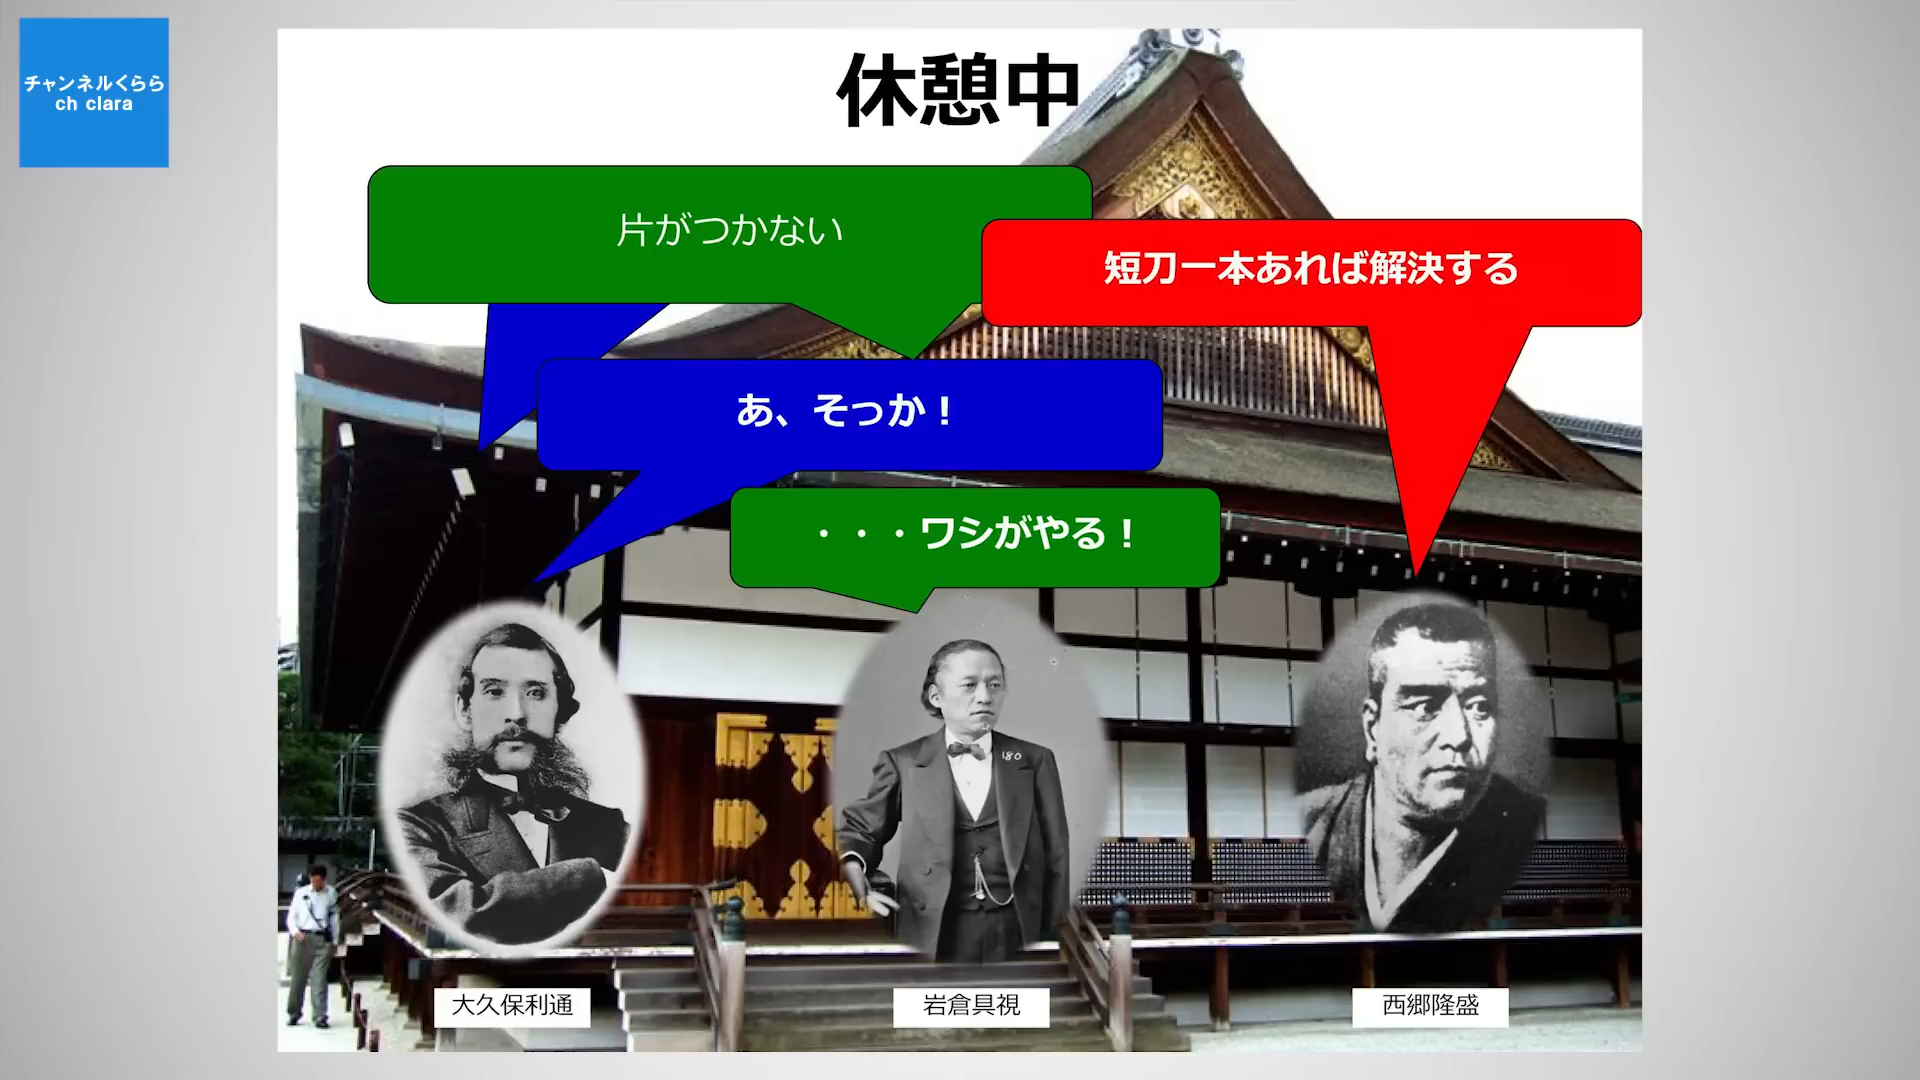 チャンネルくらら
ch clara
休憩中
片がつかない
短刀一本あれば解決する
あ、そっか！
・・・ワシがやる！
180
大久保利通
岩倉具視
西郷隆盛